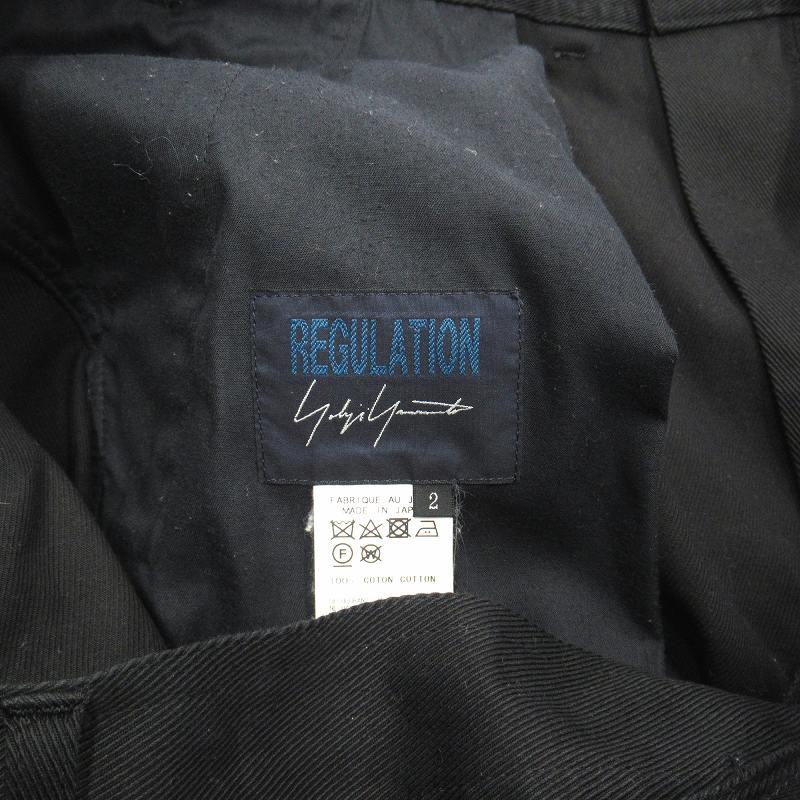 REGULATION
Yohji Yamamoto
FABRIQUE AU J
2
MADE IN JAP
F
W
100% COTON COTTON